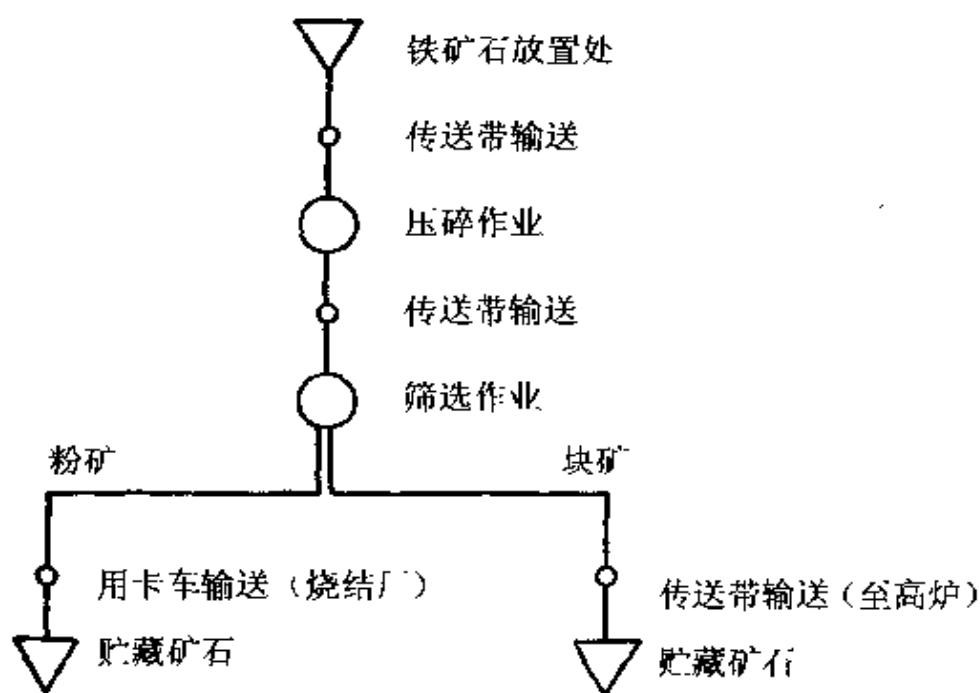 铁矿石放置处
传送带输送
压碎作业
传送带输送
筛选作业
粉矿
块矿
用卡车输送（烧结厂）
传送带输送（至高炉）
贮藏矿石
贮藏矿石